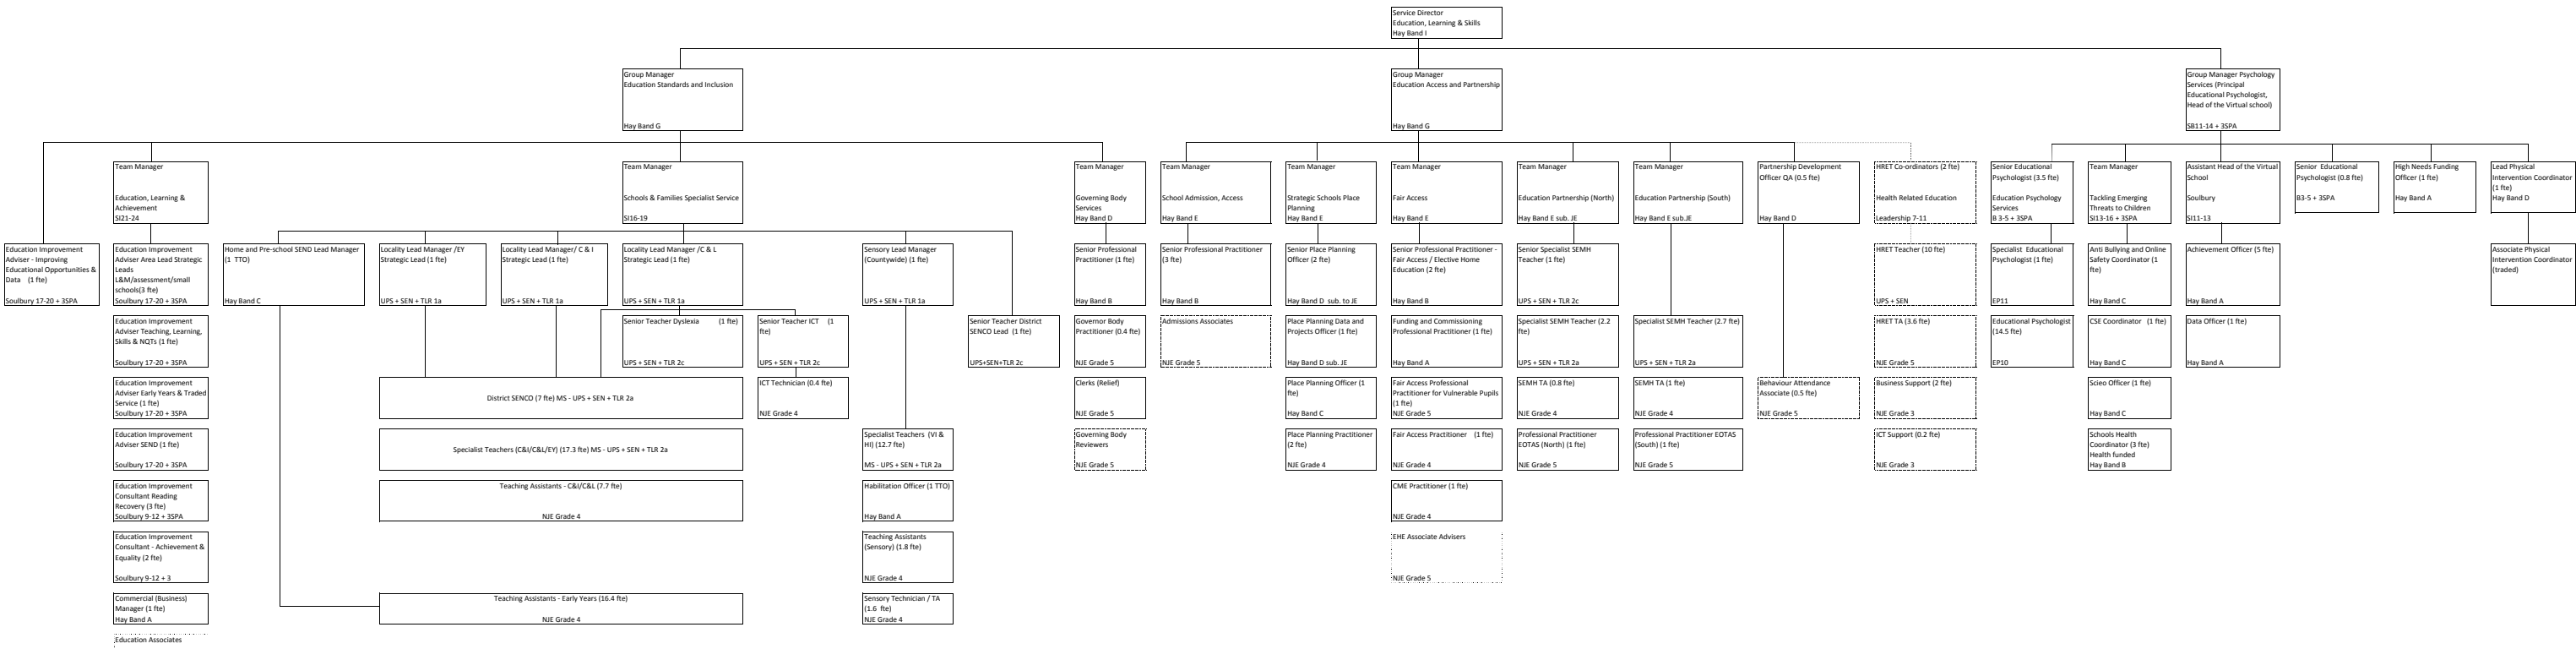 Service Director
Education, Learning & Skills
Hay Band I
Group Manager
Education Standards and Inclusion
Hay Band G
Group Manager
Education Access and Partnership
Hay Band G
Group Manager Psychology
Services (Principal
Educational Psychologist,
Head of the Virtual school)
SB11-14 + 3SPA
Team Manager
Education, Learning &
Achievement
SI21-24
Team Manager
Schools & Families Specialist Service
SI16-19
Team Manager
Governing Body
Services
Hay Band D
Team Manager
School Admission, Access
Hay Band E
Team Manager
Strategic Schools Place
Planning
Hay Band E
Team Manager
Fair Access
Hay Band E
Team Manager
Education Partnership (North)
Hay Band E sub. JE
Team Manager
Education Partnership (South)
Hay Band E sub.JE
Partnership Development
Officer QA (0.5 fte)
Hay Band D
HRET Co-ordinators (2 fte)
Health Related Education
Leadership 7-11
Senior Educational
Psychologist (3.5 fte)
Education Psychology
Services
B 3-5 + 3SPA
Team Manager
Tackling Emerging
Threats to Children
SI13-16 + 3SPA
Assistant Head of the Virtual
School
Soulbury
SI11-13
Senior Educational
Psychologist (0.8 fte)
B3-5 + 3SPA
High Needs Funding
Officer (1 fte)
Hay Band A
Lead Physical
Intervention Coordinator
(1 fte)
Hay Band D
Education Improvement
Adviser - Improving
Educational Opportunities &
Data (1 fte)
Soulbury 17-20 + 3SPA
Education Improvement
Adviser Area Lead Strategic
Leads
L&M/assessment/small
schools(3 fte)
Soulbury 17-20 + 3SPA
Home and Pre-school SEND Lead Manager
(1 TTO)
Hay Band C
Locality Lead Manager /EY
Strategic Lead (1 fte)
UPS + SEN + TLR 1a
Locality Lead Manager/ C & I
Strategic Lead (1 fte)
UPS + SEN + TLR 1a
Locality Lead Manager /C & L
Strategic Lead (1 fte)
UPS + SEN + TLR 1a
Sensory Lead Manager
(Countywide) (1 fte)
UPS + SEN + TLR 1a
Senior Professional
Practitioner (1 fte)
Hay Band B
Senior Professional Practitioner
(3 fte)
Hay Band B
Senior Place Planning
Officer (2 fte)
Hay Band D sub. to JE
Senior Professional Practitioner -
Fair Access / Elective Home
Education (2 fte)
Hay Band B
Senior Specialist SEMH
Teacher (1 fte)
UPS + SEN + TLR 2c
HRET Teacher (10 fte)
UPS + SEN
Specialist Educational
Psychologist (1 fte)
EP11
Anti Bullying and Online
Safety Coordinator (1
fte)
Hay Band C
Achievement Officer (5 fte)
Hay Band A
Associate Physical
Intervention Coordinator
(traded)
Education Improvement
Adviser Teaching, Learning,
Skills & NQTs (1 fte)
Soulbury 17-20 + 3SPA
Senior Teacher Dyslexia (1 fte)
UPS + SEN + TLR 2c
Senior Teacher ICT (1
fte)
UPS + SEN + TLR 2c
Senior Teacher District
SENCO Lead (1 fte)
UPS+SEN+TLR 2c
Governor Body
Practitioner (0.4 fte)
NJE Grade 5
Admissions Associates
NJE Grade 5
Place Planning Data and
Projects Officer (1 fte)
Hay Band D sub. JE
Funding and Commissioning
Professional Practitioner (1 fte)
Hay Band A
Specialist SEMH Teacher (2.2
fte)
UPS + SEN + TLR 2a
Specialist SEMH Teacher (2.7 fte)
UPS + SEN + TLR 2a
HRET TA (3.6 fte)
NJE Grade 5
Educational Psychologist
(14.5 fte)
EP10
CSE Coordinator (1 fte)
Hay Band C
Data Officer (1 fte)
Hay Band A
Education Improvement
Adviser Early Years & Traded
Service (1 fte)
Soulbury 17-20 + 3SPA
District SENCO (7 fte) MS - UPS + SEN + TLR 2a
ICT Technician (0.4 fte)
NJE Grade 4
Clerks (Relief)
NJE Grade 5
Place Planning Officer (1
fte)
Hay Band C
Fair Access Professional
Practitioner for Vulnerable Pupils
(1 fte)
NJE Grade 5
SEMH TA (0.8 fte)
NJE Grade 4
SEMH TA (1 fte)
NJE Grade 4
Behaviour Attendance
Associate (0.5 fte)
NJE Grade 5
Business Support (2 fte)
NJE Grade 3
Scieo Officer (1 fte)
Hay Band C
Education Improvement
Adviser SEND (1 fte)
Soulbury 17-20 + 3SPA
Specialist Teachers (C&I/C&L/EY) (17.3 fte) MS - UPS + SEN + TLR 2a
Specialist Teachers (VI &
HI) (12.7 fte)
MS - UPS + SEN + TLR 2a
Governing Body
Reviewers
NJE Grade 5
Place Planning Practitioner
(2 fte)
NJE Grade 4
Fair Access Practitioner (1 fte)
NJE Grade 4
Professional Practitioner
EOTAS (North) (1 fte)
NJE Grade 5
Professional Practitioner EOTAS
(South) (1 fte)
NJE Grade 5
ICT Support (0.2 fte)
NJE Grade 3
Schools Health
Coordinator (3 fte)
Health funded
Hay Band B
Education Improvement
Consultant Reading
Recovery (3 fte)
Soulbury 9-12 + 3SPA
Teaching Assistants - C&I/C&L (7.7 fte)
NJE Grade 4
Habilitation Officer (1 TTO)
Hay Band A
CME Practitioner (1 fte)
NJE Grade 4
Education Improvement
Consultant - Achievement &
Equality (2 fte)
Soulbury 9-12 + 3
Teaching Assistants
(Sensory) (1.8 fte)
NJE Grade 4
EHE Associate Advisers
NJE Grade 5
Commercial (Business)
Manager (1 fte)
Hay Band A
Teaching Assistants - Early Years (16.4 fte)
NJE Grade 4
Sensory Technician / TA
(1.6 fte)
NJE Grade 4
Education Associates